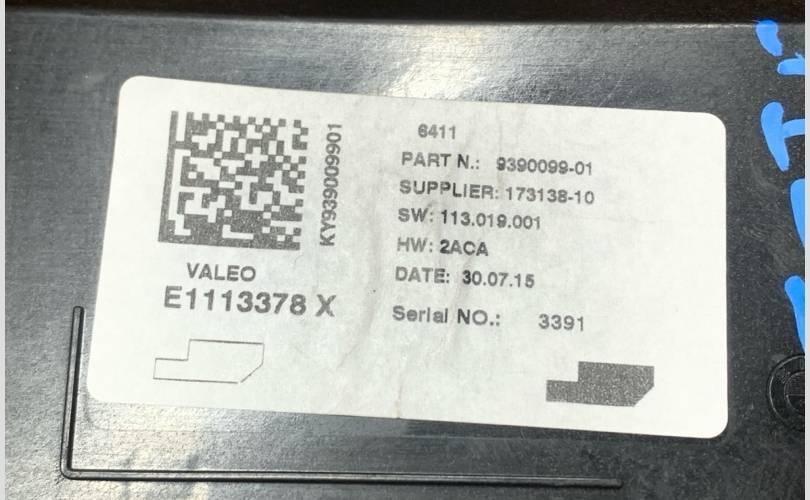 6411
PART N.: 9390099-01
SUPPLIER: 173138-10
SW: 113.019.001
HW: 2ACA
DATE: 30.07.15
Serial NO.: 3391
KY939009901
VALEO
E1113378 X